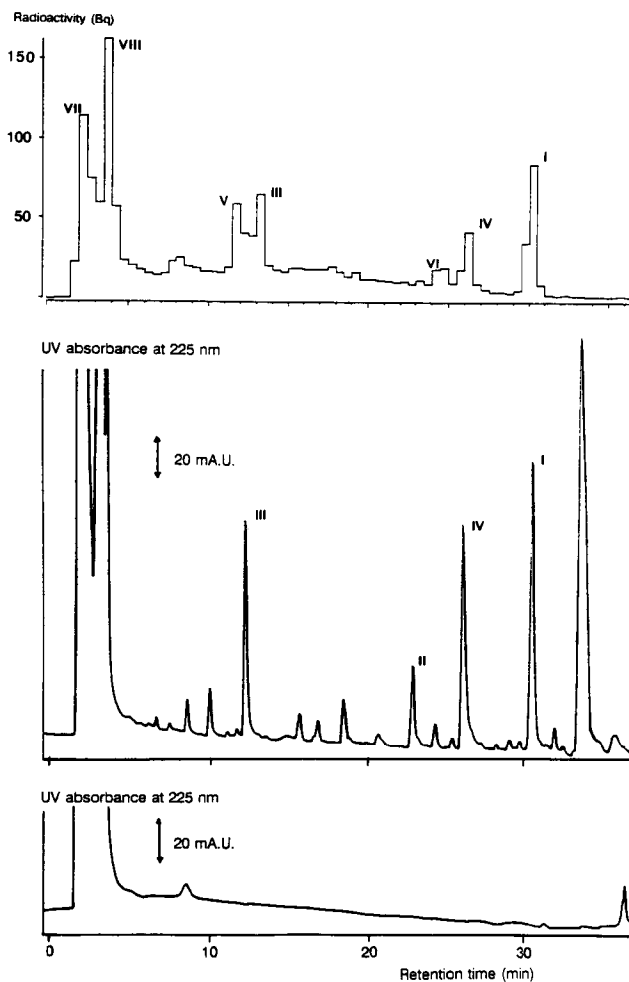 Radioactivity (Bq)
150
VIII
VII
100
I
V
III
50
IV
VI
UV absorbance at 225 nm
20 mA.U.
I
III
IV
II
UV absorbance at 225 nm
20 mA.U.
0
10
20
30
Retention time (min)